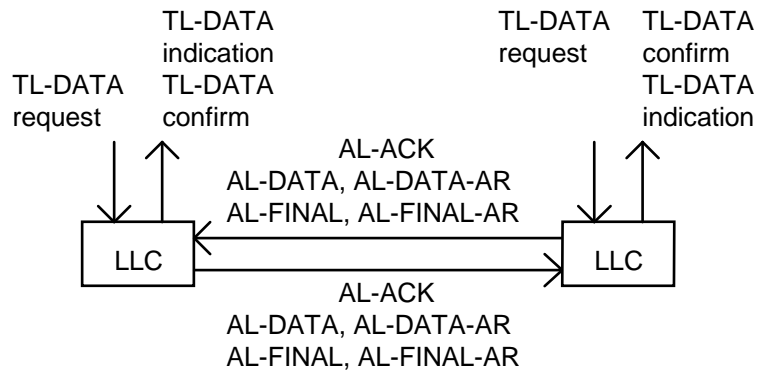 TL-DATA
indication
TL-DATA
confirm
TL-DATA
request
TL-DATA
request
TL-DATA
confirm
TL-DATA
indication
AL-ACK
AL-DATA, AL-DATA-AR
AL-FINAL, AL-FINAL-AR
LLC
LLC
AL-ACK
AL-DATA, AL-DATA-AR
AL-FINAL, AL-FINAL-AR